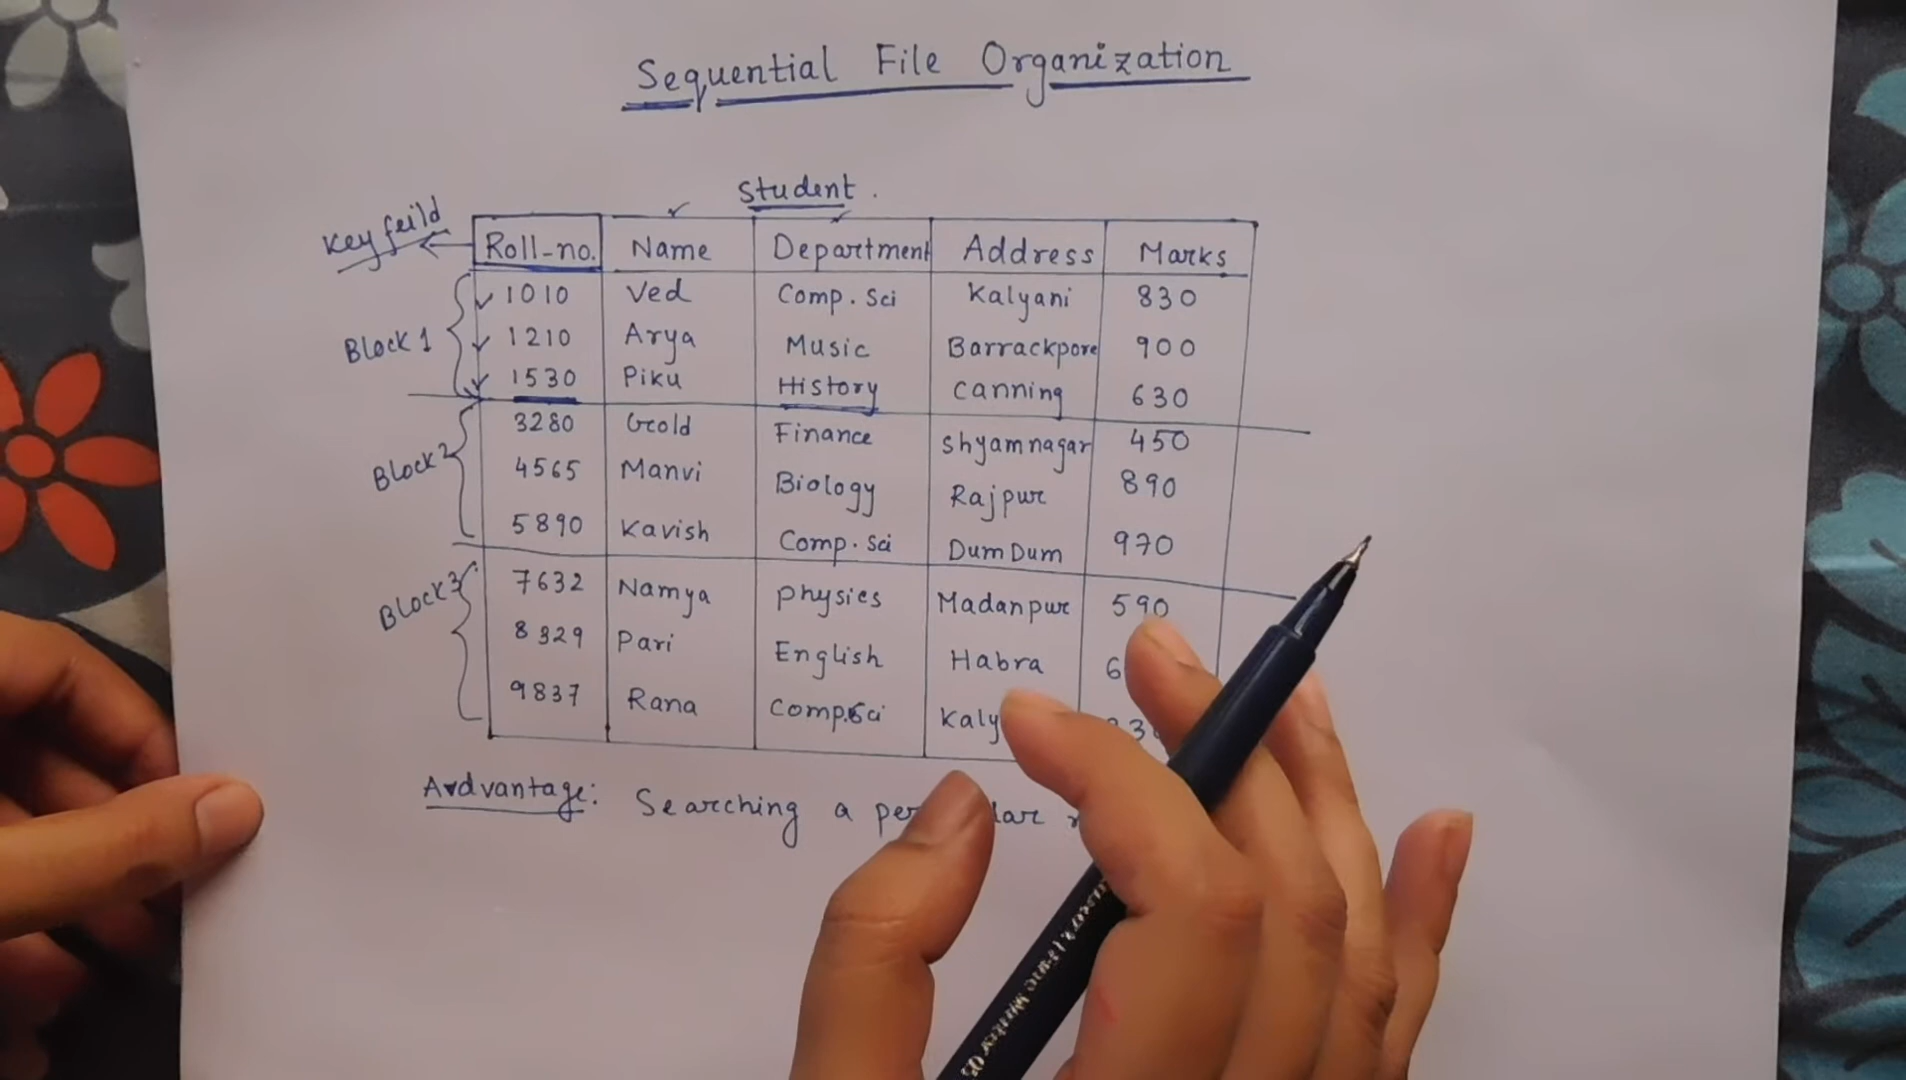 Sequential File Organization
Student.
Key feild
Roll-no. Name Department Address Marks
Block 1
1010 Ved Comp. Sci Kalyani 830
1210 Arya Music Barrackpore 900
1530 Piku History Canning 630
Block 2
3280 Geold Finance Shyamnagar 450
4565 Manvi Biology Rajpur 890
5890 Kavish Comp. Sci DumDum 970
Block 3
7632 Namya Physics Madanpur 590
8329 Pari English Habra
9837 Rana Comp.Sci
Advantage: Searching a